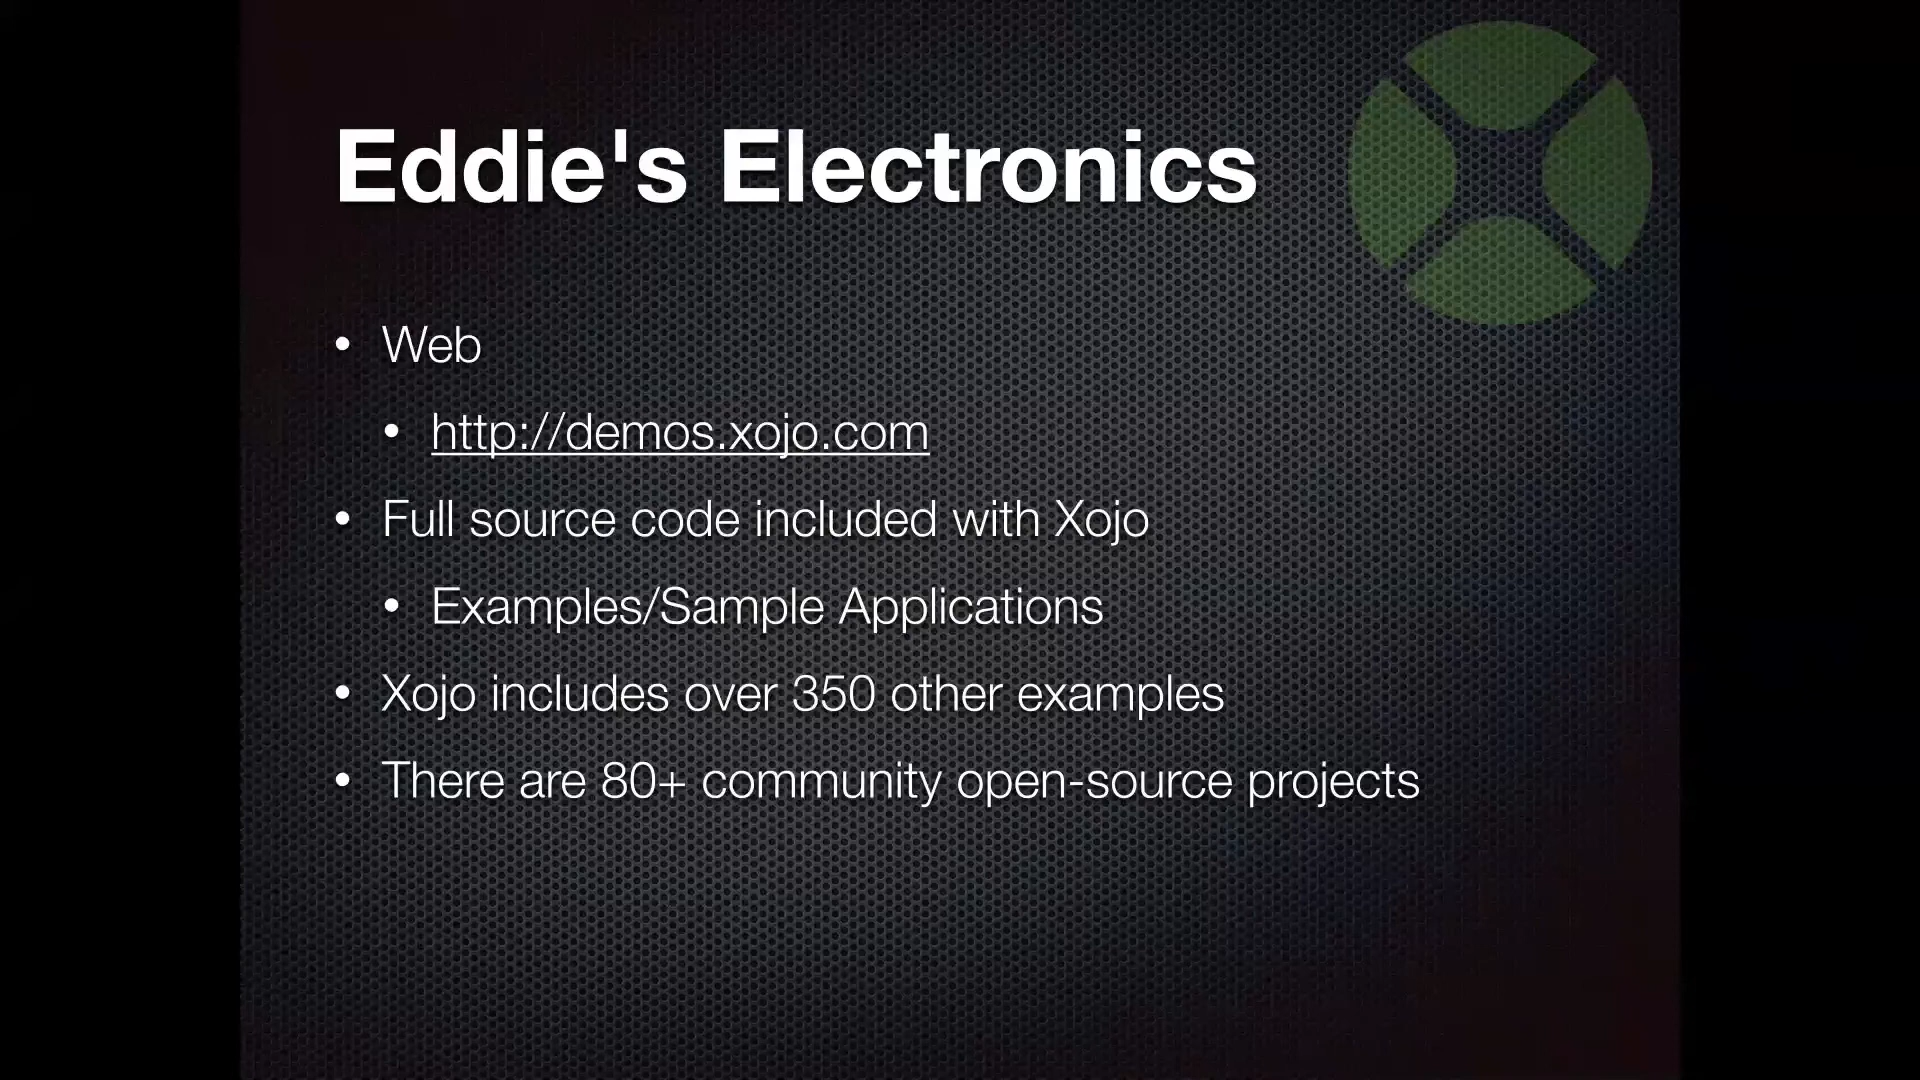 Eddie's Electronics
• Web
• http://demos.xojo.com
• Full source code included with Xojo
• Examples/Sample Applications
• Xojo includes over 350 other examples
• There are 80+ community open-source projects